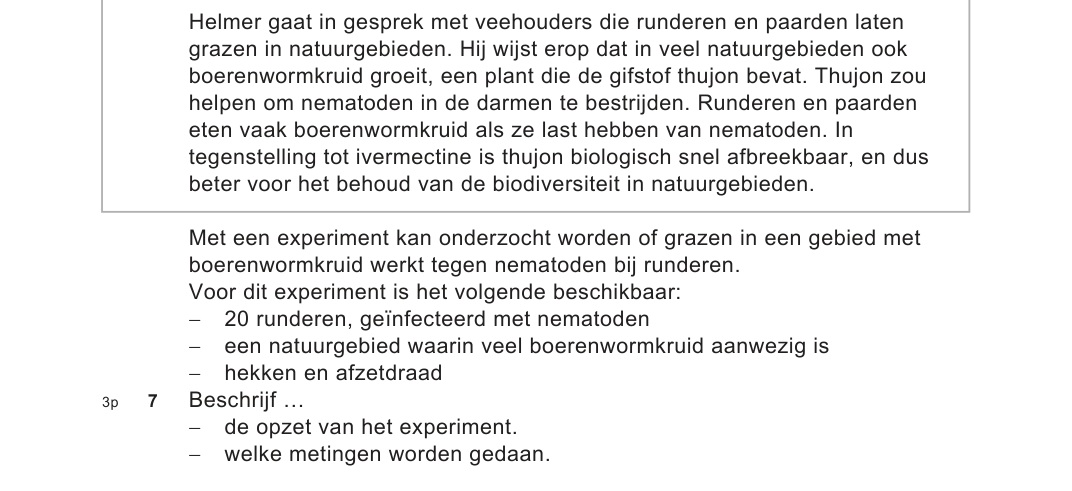 Helmer gaat in gesprek met veehouders die runderen en paarden laten
grazen in natuurgebieden. Hij wijst erop dat in veel natuurgebieden ook
boerenwormkruid groeit, een plant die de gifstof thujon bevat. Thujon zou
helpen om nematoden in de darmen te bestrijden. Runderen en paarden
eten vaak boerenwormkruid als ze last hebben van nematoden. In
tegenstelling tot ivermectine is thujon biologisch snel afbreekbaar, en dus
beter voor het behoud van de biodiversiteit in natuurgebieden.
Met een experiment kan onderzocht worden of grazen in een gebied met
boerenwormkruid werkt tegen nematoden bij runderen.
Voor dit experiment is het volgende beschikbaar:
– 20 runderen, geïnfecteerd met nematoden
– een natuurgebied waarin veel boerenwormkruid aanwezig is
– hekken en afzetdraad
3p 7 Beschrijf …
– de opzet van het experiment.
– welke metingen worden gedaan.